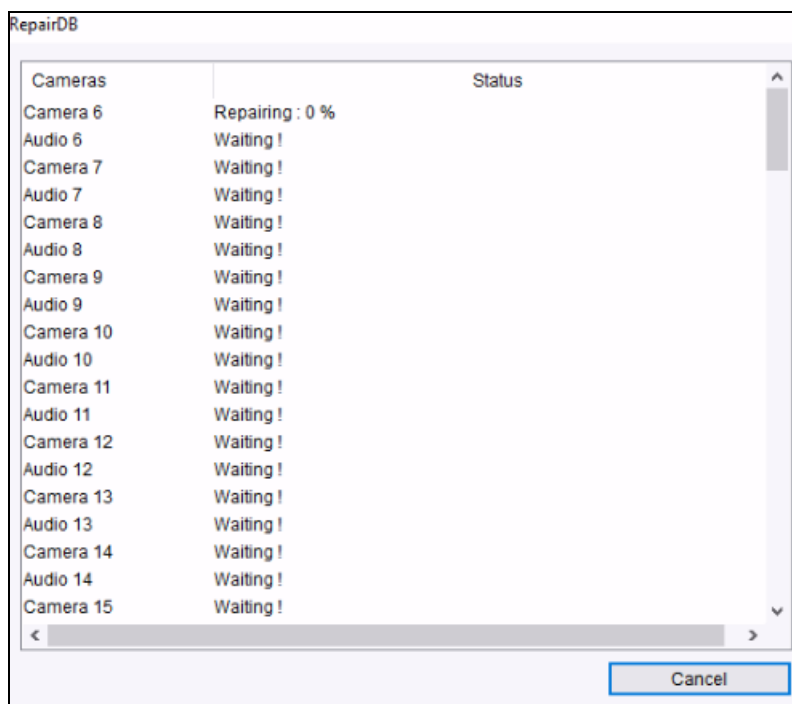 RepairDB
Cameras Status
Camera 6 Repairing : 0 %
Audio 6 Waiting !
Camera 7 Waiting !
Audio 7 Waiting !
Camera 8 Waiting !
Audio 8 Waiting !
Camera 9 Waiting !
Audio 9 Waiting !
Camera 10 Waiting !
Audio 10 Waiting !
Camera 11 Waiting !
Audio 11 Waiting !
Camera 12 Waiting !
Audio 12 Waiting !
Camera 13 Waiting !
Audio 13 Waiting !
Camera 14 Waiting !
Audio 14 Waiting !
Camera 15 Waiting !
Cancel